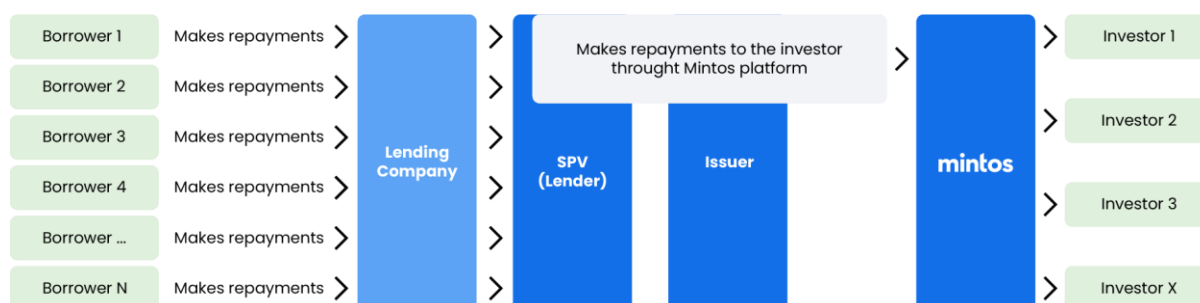 Borrower 1
Makes repayments
Borrower 2
Makes repayments
Borrower 3
Makes repayments
Borrower 4
Makes repayments
Borrower ...
Makes repayments
Borrower N
Makes repayments
Lending
Company
SPV
(Lender)
Makes repayments to the investor
throught Mintos platform
Issuer
mintos
Investor 1
Investor 2
Investor 3
Investor X